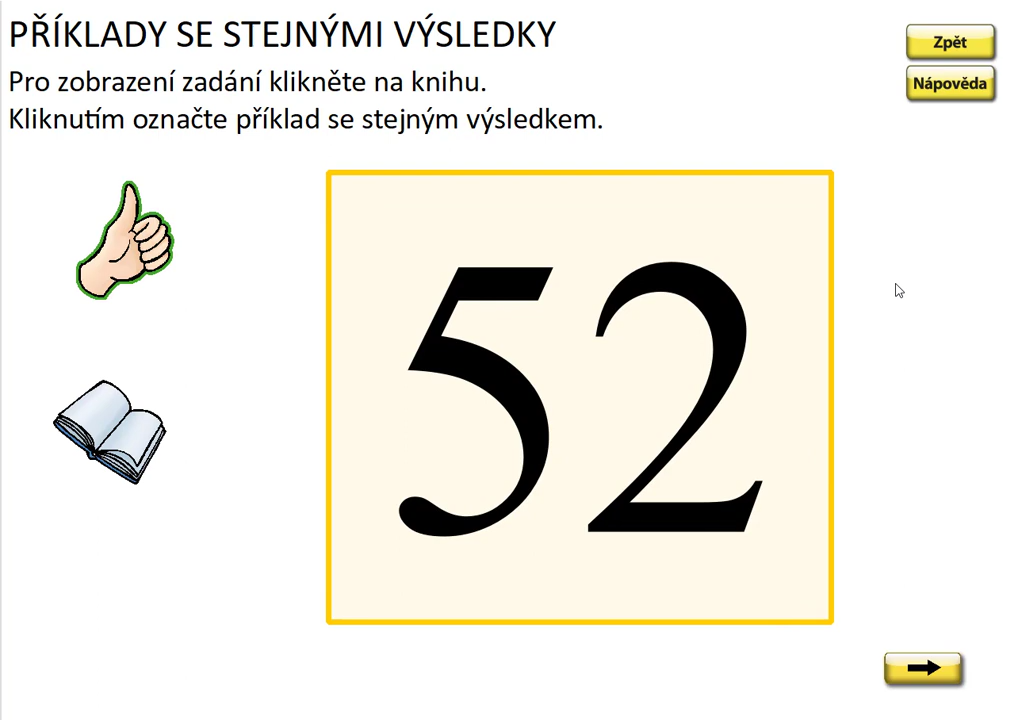 PŘÍKLADY SE STEJNÝMI VÝSLEDKY
Pro zobrazení zadání klikněte na knihu.
Kliknutím označte příklad se stejným výsledkem.
Zpět
Nápověda
52